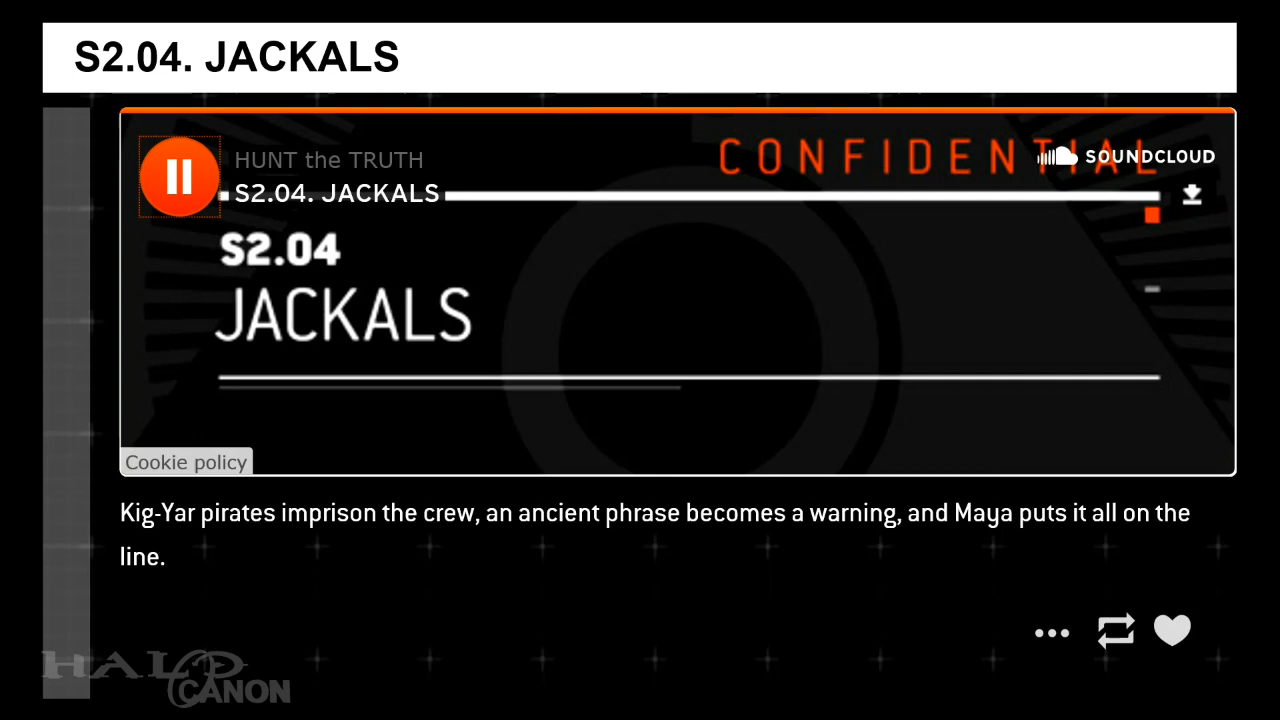 S2.04. JACKALS
CONFIDENTIAL
HUNT the TRUTH
SOUNDCLOUD
S2.04. JACKALS
S2.04
JACKALS
Cookie policy
Kig-Yar pirates imprison the crew, an ancient phrase becomes a warning, and Maya puts it all on the
line.
HALO
CANON